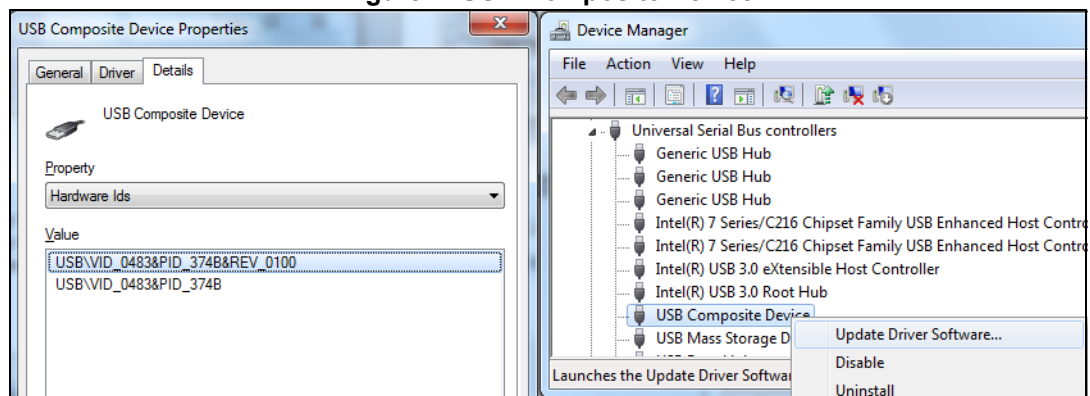 USB Composite Device Properties
General
Driver
Details
USB Composite Device
Property
Hardware Ids
Value
USB\VID_0483&PID_374B&REV_0100
USB\VID_0483&PID_374B
Device Manager
File Action View Help
Universal Serial Bus controllers
Generic USB Hub
Generic USB Hub
Generic USB Hub
Intel(R) 7 Series/C216 Chipset Family USB Enhanced Host Contro
Intel(R) 7 Series/C216 Chipset Family USB Enhanced Host Contro
Intel(R) USB 3.0 eXtensible Host Controller
Intel(R) USB 3.0 Root Hub
USB Composite Device
USB Mass Storage D
Launches the Update Driver Softwar
Update Driver Software...
Disable
Uninstall